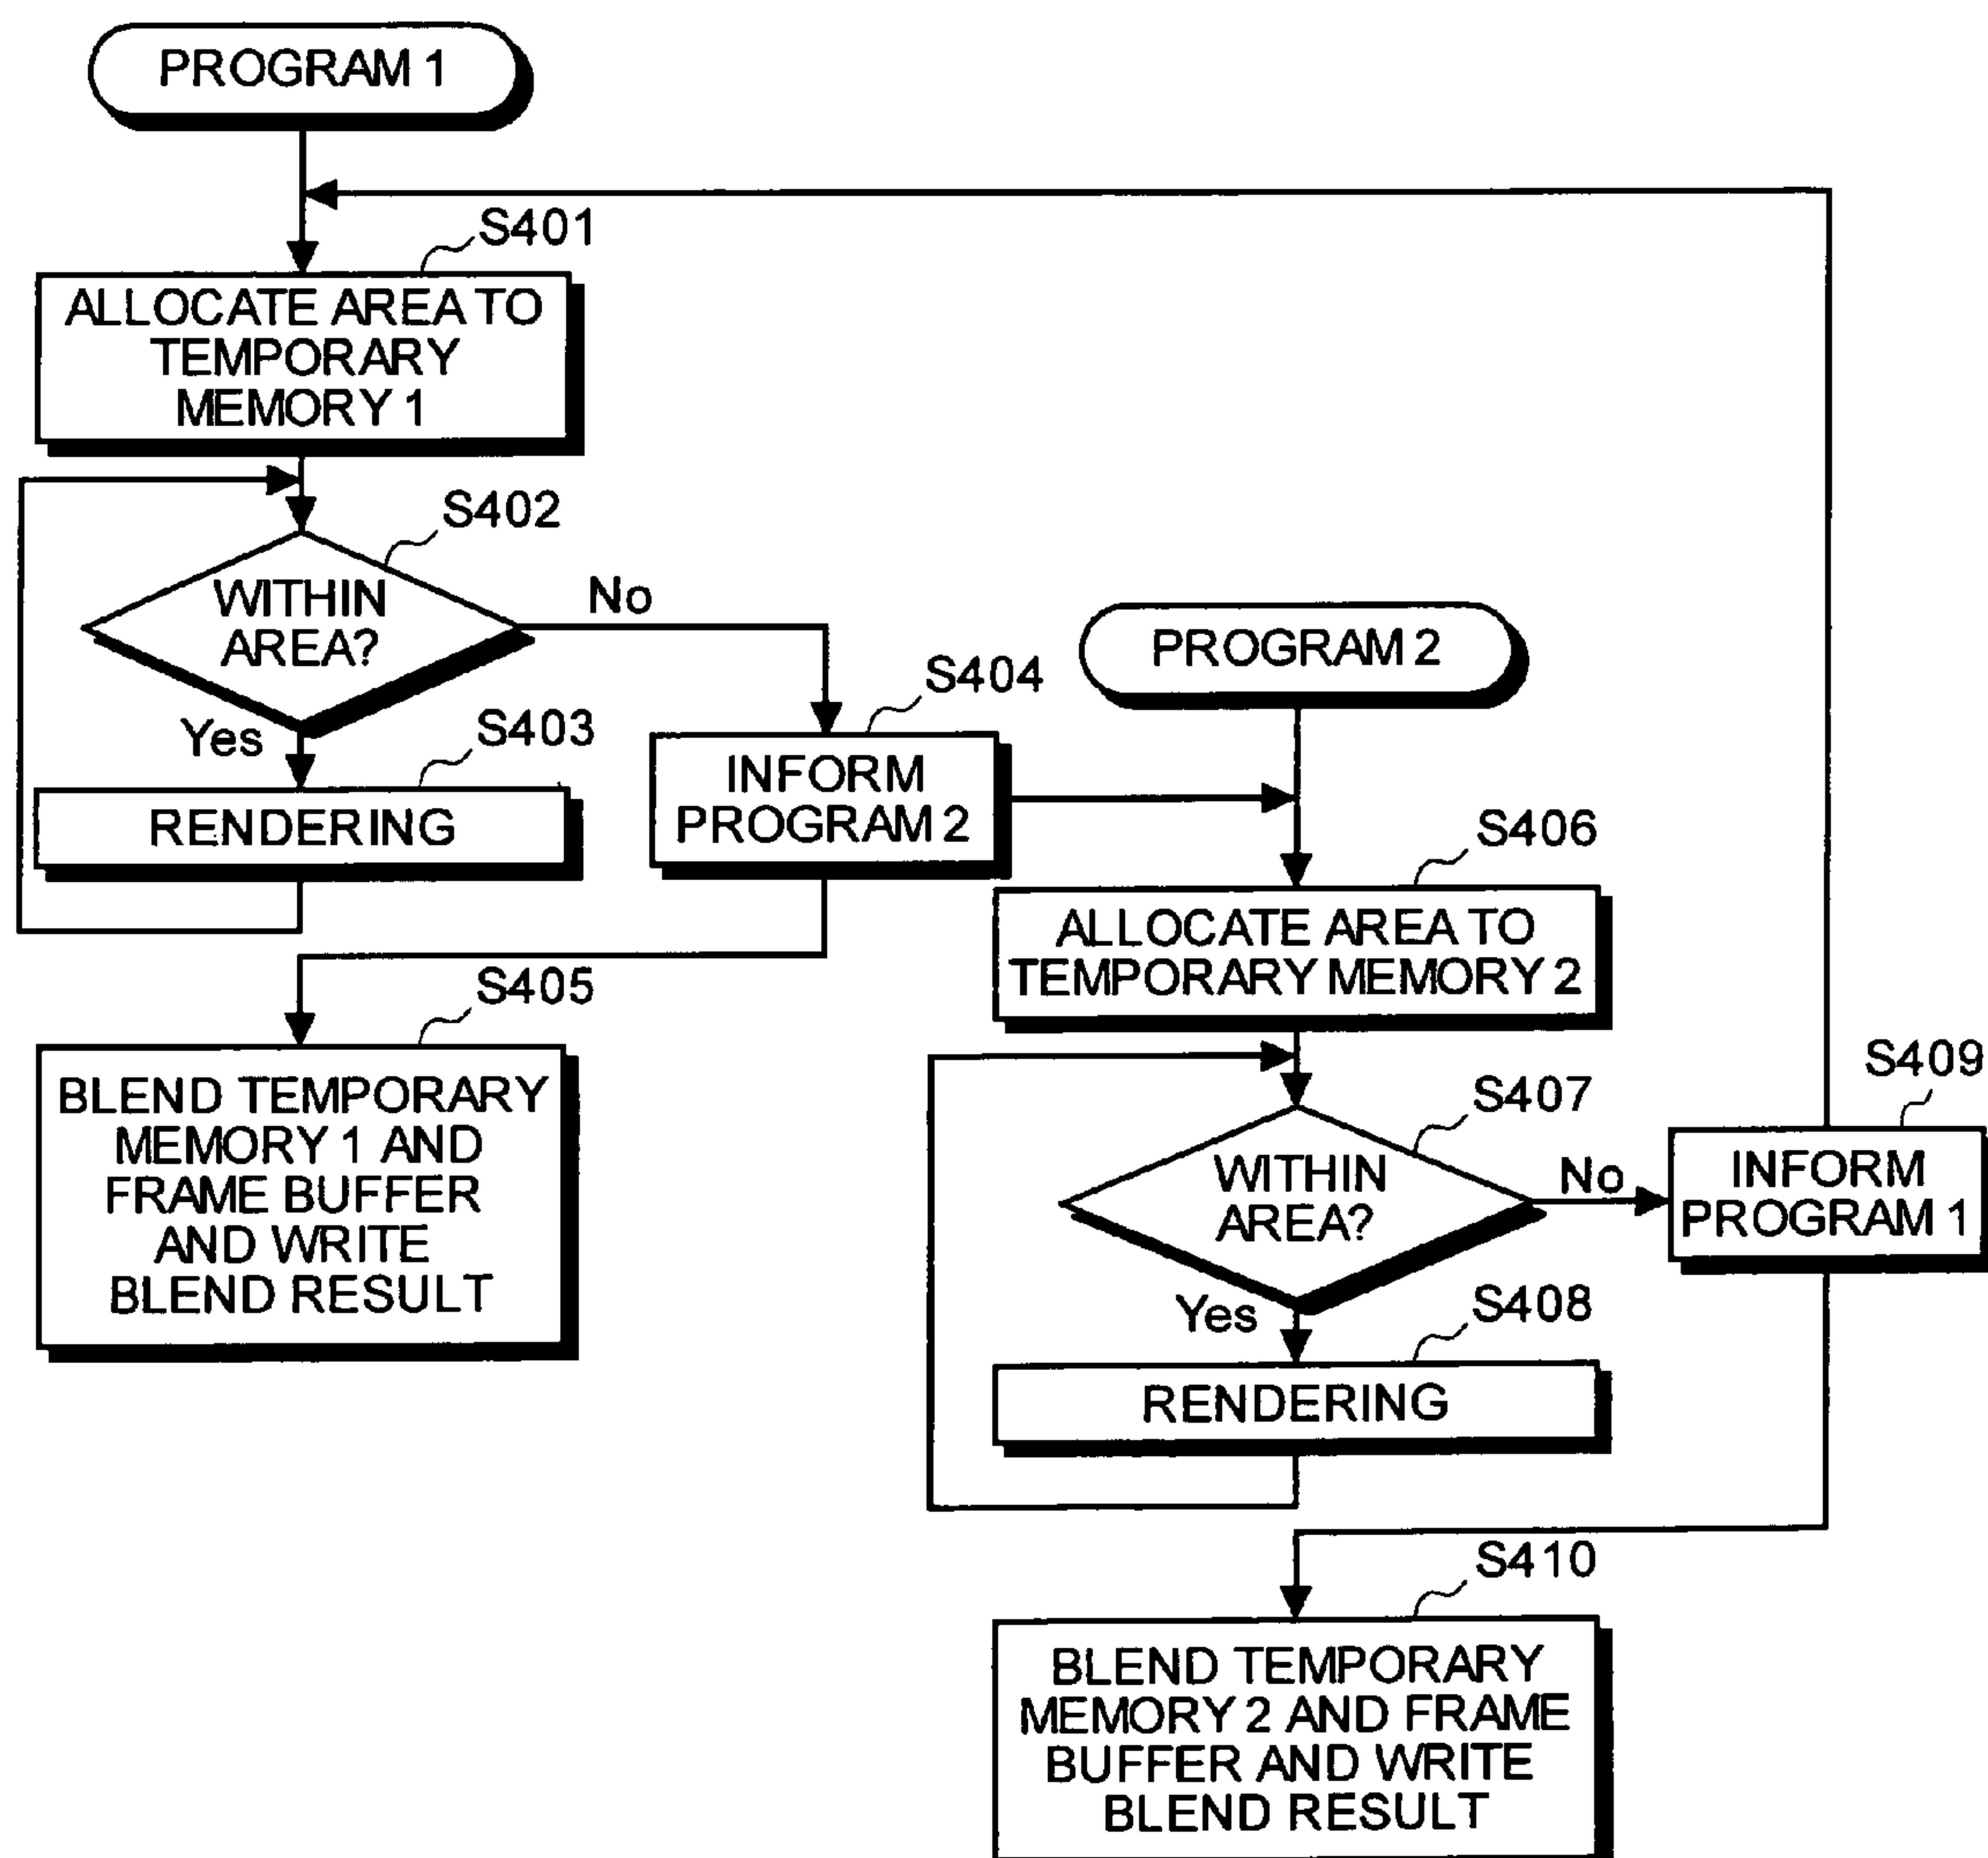 PROGRAM 1
S401
ALLOCATE AREA TO
TEMPORARY
MEMORY 1
S402
WITHIN
AREA?
No
Yes
S403
RENDERING
S404
INFORM
PROGRAM 2
S405
BLEND TEMPORARY
MEMORY 1 AND
FRAME BUFFER
AND WRITE
BLEND RESULT
PROGRAM 2
S406
ALLOCATE AREA TO
TEMPORARY MEMORY 2
S407
WITHIN
AREA?
No
Yes
S408
RENDERING
S409
INFORM
PROGRAM 1
S410
BLEND TEMPORARY
MEMORY 2 AND FRAME
BUFFER AND WRITE
BLEND RESULT